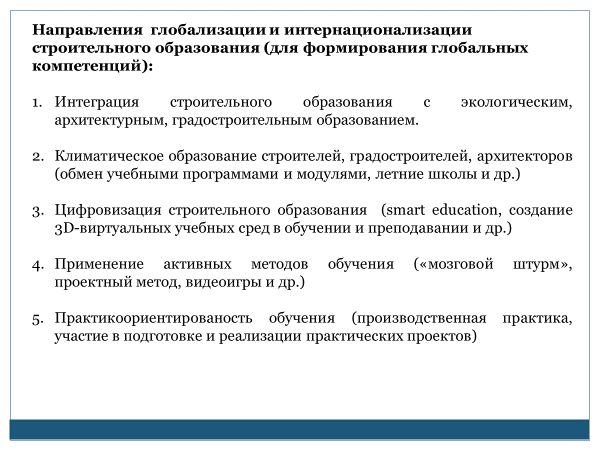 Направления глобализации и интернационализации
строительного образования (для формирования глобальных
компетенций):
1. Интеграция строительного образования с экологическим,
архитектурным, градостроительным образованием.
2. Климатическое образование строителей, градостроителей, архитекторов
(обмен учебными программами и модулями, летние школы и др.)
3. Цифровизация строительного образования (smart education, создание
3D-виртуальных учебных сред в обучении и преподавании и др.)
4. Применение активных методов обучения («мозговой штурм»,
проектный метод, видеоигры и др.)
5. Практикоориентированость обучения (производственная практика,
участие в подготовке и реализации практических проектов)